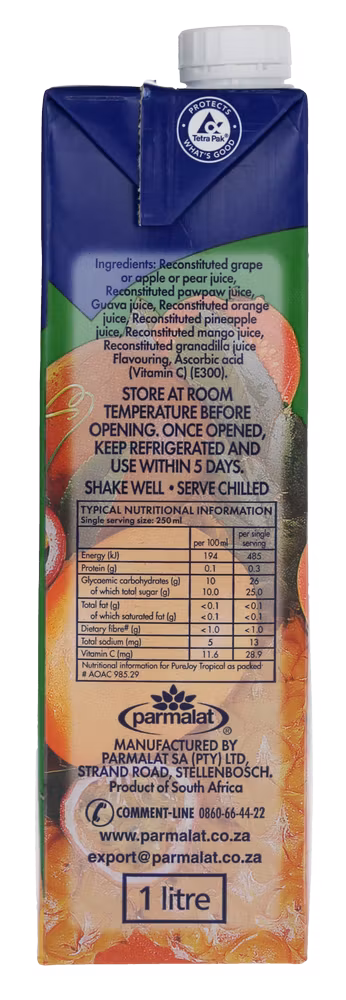 PROTECTS
Tetra Pak®
WHAT'S GOOD
Ingredients: Reconstituted grape
or apple or pear juice,
Reconstituted pawpaw juice,
Guava juice, Reconstituted orange
juice, Reconstituted pineapple
juice, Reconstituted mango juice,
Reconstituted granadilla juice
Flavouring, Ascorbic acid
(Vitamin C) (E300).
STORE AT ROOM
TEMPERATURE BEFORE
OPENING. ONCE OPENED,
KEEP REFRIGERATED AND
USE WITHIN 5 DAYS.
SHAKE WELL • SERVE CHILLED
TYPICAL NUTRITIONAL INFORMATION
Single serving size: 250 ml
per 100 ml per single serving
Energy (kJ) 194 485
Protein (g) 0.1 0.3
Glycaemic carbohydrates (g) 10 26
of which total sugar (g) 10.0 25.0
Total fat (g) <0.1 <0.1
of which saturated fat (g) <0.1 <0.1
Dietary fibre# (g) <1.0 <1.0
Total sodium (mg) 5 13
Vitamin C (mg) 11.6 28.9
Nutritional information for PureJoy Tropical as packed
# AOAC 985.29
parmalat®
MANUFACTURED BY
PARMALAT SA (PTY) LTD,
STRAND ROAD, STELLENBOSCH.
Product of South Africa
COMMENT-LINE 0860-66-44-22
www.parmalat.co.za
export@parmalat.co.za
1 litre